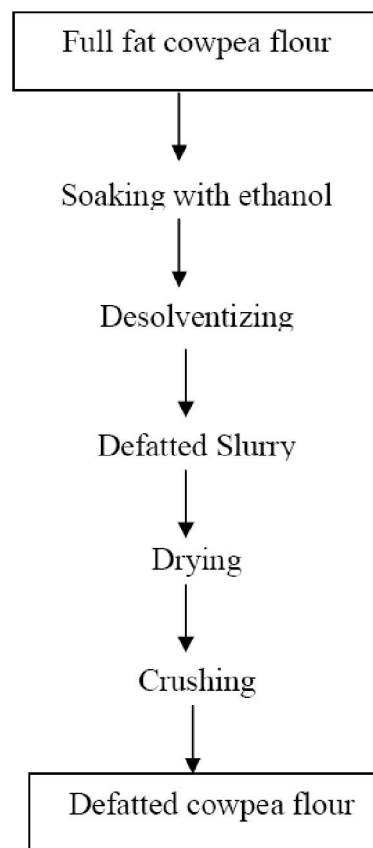 Full fat cowpea flour
Soaking with ethanol
Desolventizing
Defatted Slurry
Drying
Crushing
Defatted cowpea flour